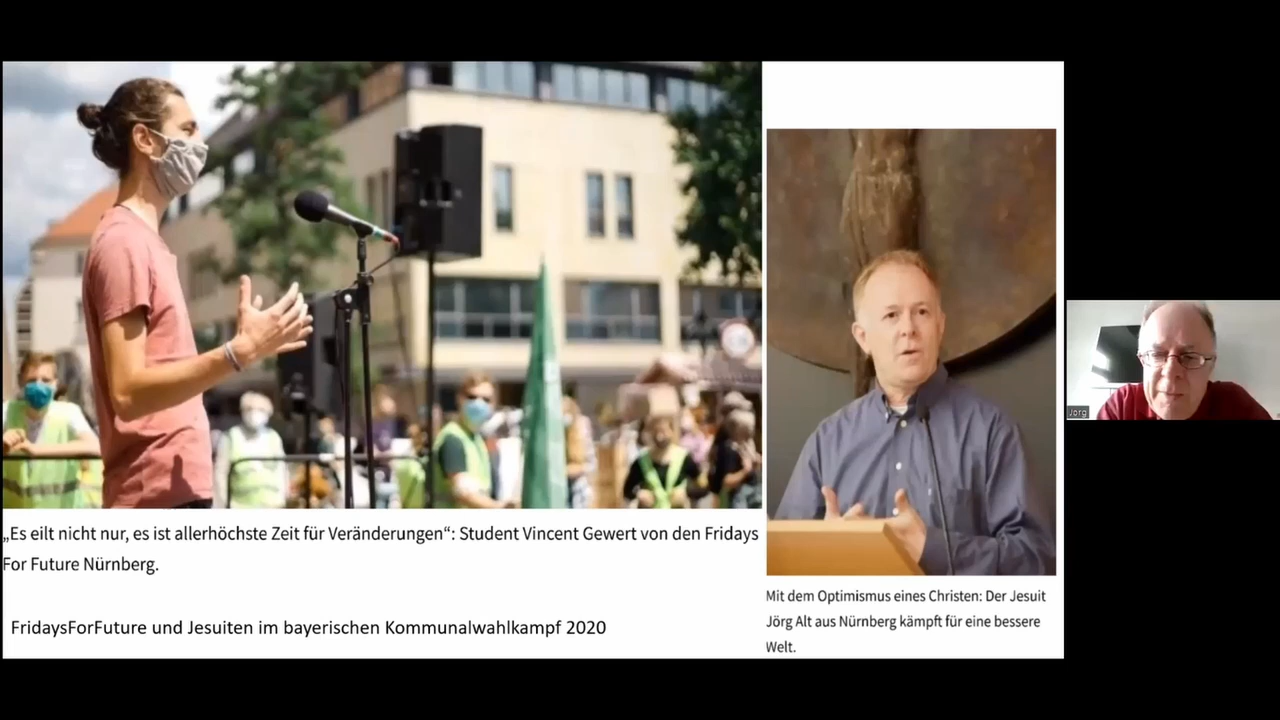 „Es eilt nicht nur, es ist allerhöchste Zeit für Veränderungen“: Student Vincent Gewert von den Fridays
For Future Nürnberg.
FridaysForFuture und Jesuiten im bayerischen Kommunalwahlkampf 2020
Mit dem Optimismus eines Christen: Der Jesuit
Jörg Alt aus Nürnberg kämpft für eine bessere
Welt.
Jörg